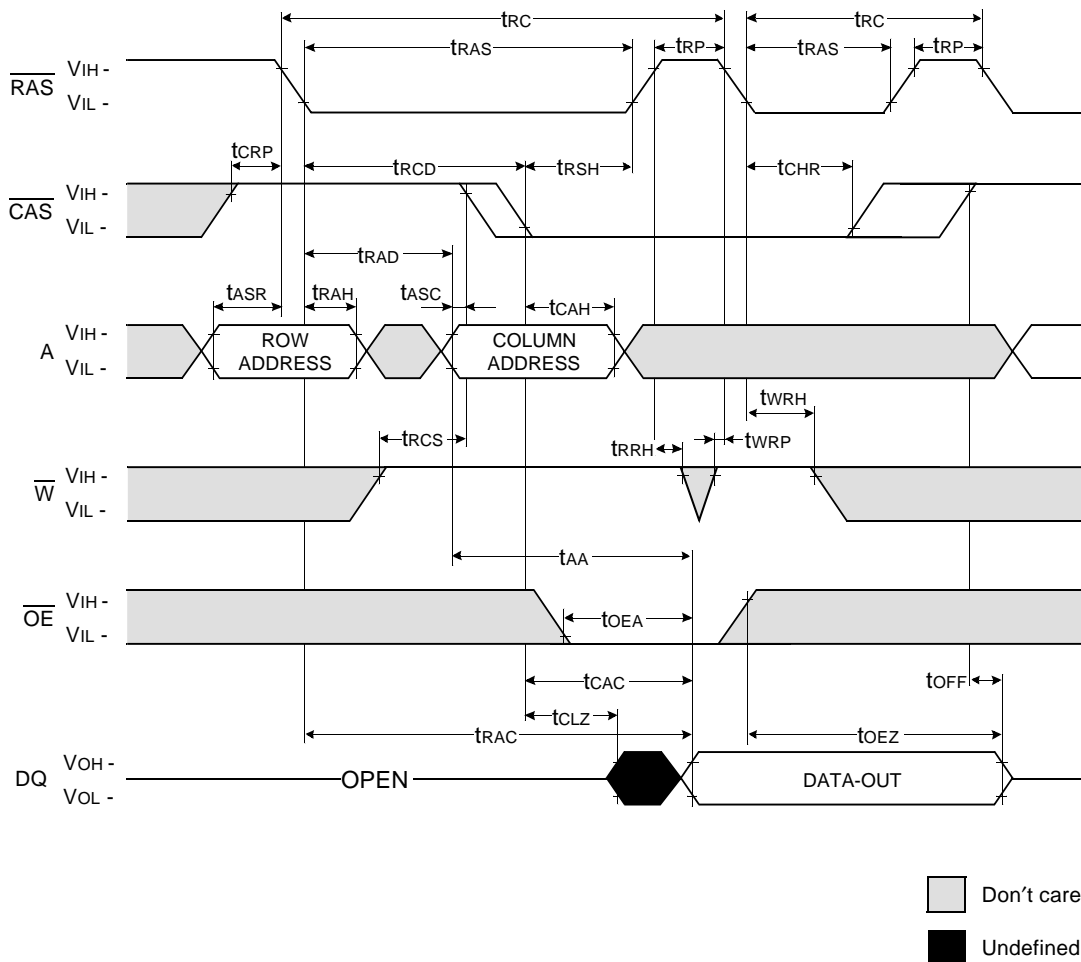 tRC tRC
tRAS tRP tRAS tRP
RAS VIH -
VIL -
tCRP tRCD tRSH tCHR
CAS VIH -
VIL -
tRAD
tASR tRAH tASC tCAH
A VIH -
VIL -
ROW ADDRESS
COLUMN ADDRESS
tWRH
tRCS tRRH tWRP
W VIH -
VIL -
tAA
OE VIH -
VIL -
tOEA
tCAC tOFF
tCLZ
tRAC tOEZ
DQ VOH -
VOL -
OPEN DATA-OUT
Don't care
Undefined